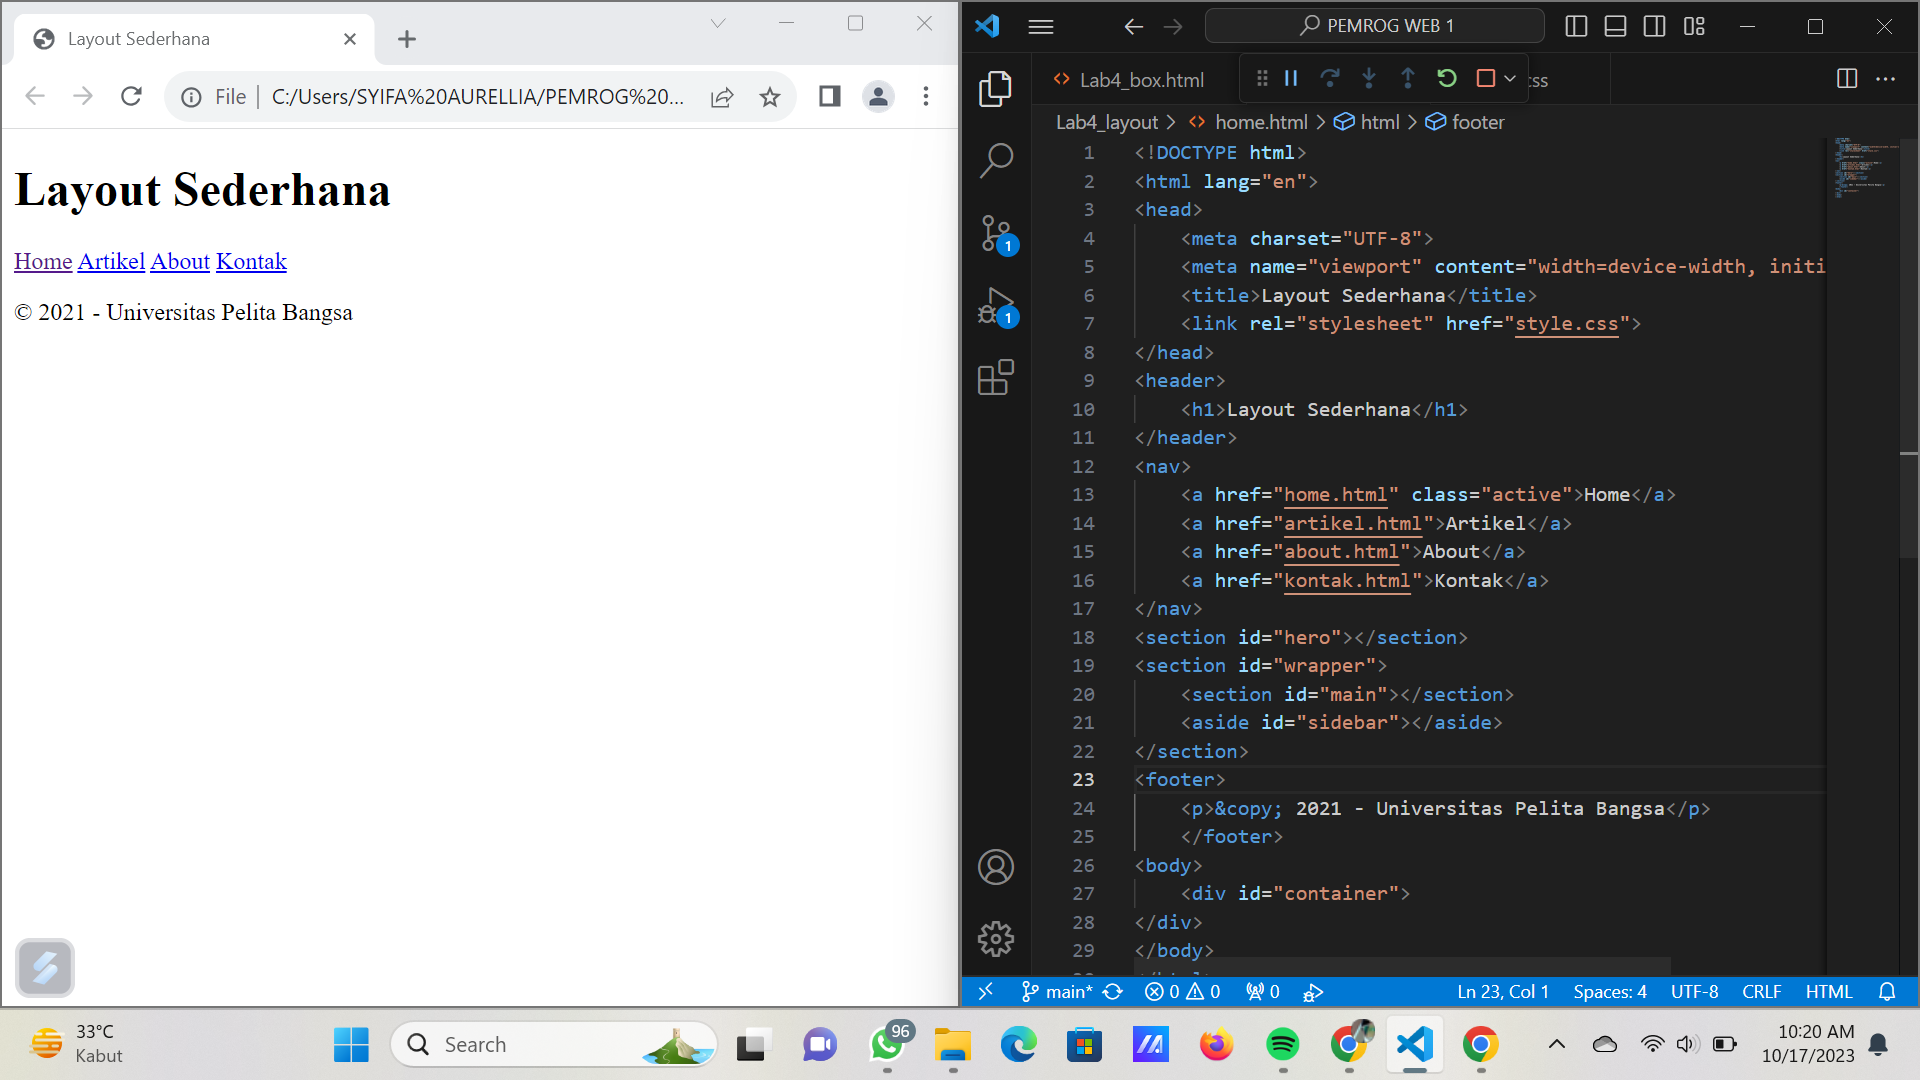 Layout Sederhana
File
C:/Users/SYIFA%20AURELLIA/PEMROG%20...
Layout Sederhana
Home Artikel About Kontak
© 2021 - Universitas Pelita Bangsa
PEMROG WEB 1
Lab4_box.html
css
Lab4_layout > home.html > html > footer
1 <!DOCTYPE html>
2 <html lang="en">
3 <head>
4 <meta charset="UTF-8">
5 <meta name="viewport" content="width=device-width, initi
6 <title>Layout Sederhana</title>
7 <link rel="stylesheet" href="style.css">
8 </head>
9 <header>
10 <h1>Layout Sederhana</h1>
11 </header>
12 <nav>
13 <a href="home.html" class="active">Home</a>
14 <a href="artikel.html">Artikel</a>
15 <a href="about.html">About</a>
16 <a href="kontak.html">Kontak</a>
17 </nav>
18 <section id="hero"></section>
19 <section id="wrapper">
20 <section id="main"></section>
21 <aside id="sidebar"></aside>
22 </section>
23 <footer>
24 <p>&copy; 2021 - Universitas Pelita Bangsa</p>
25 </footer>
26 <body>
27 <div id="container">
28 </div>
29 </body>
1
1
main* 0 0 0 Ln 23, Col 1 Spaces: 4 UTF-8 CRLF HTML
33°C
Kabut
Search
96
10:20 AM
10/17/2023